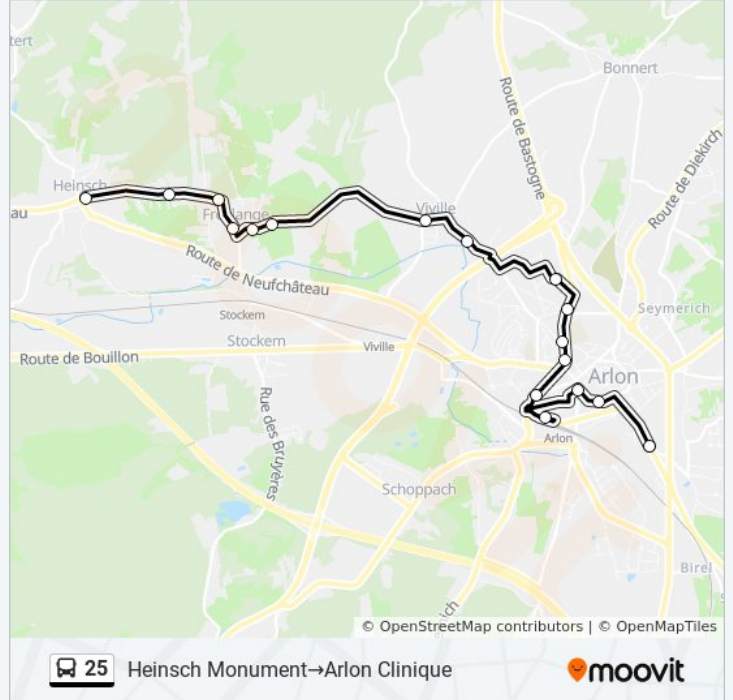 tert
Bonnert
Route de Bastogne
Route de Diekirch
Heinsch
au
Viville
Route de Neufchâteau
Stockem
Seymerich
Stockem
Viville
Route de Bouillon
Arlon
Rue des Bruyères
Arlon
Schoppach
Birel
ich
© OpenStreetMap contributors | © OpenMapTiles
25 Heinsch Monument→Arlon Clinique
moovit